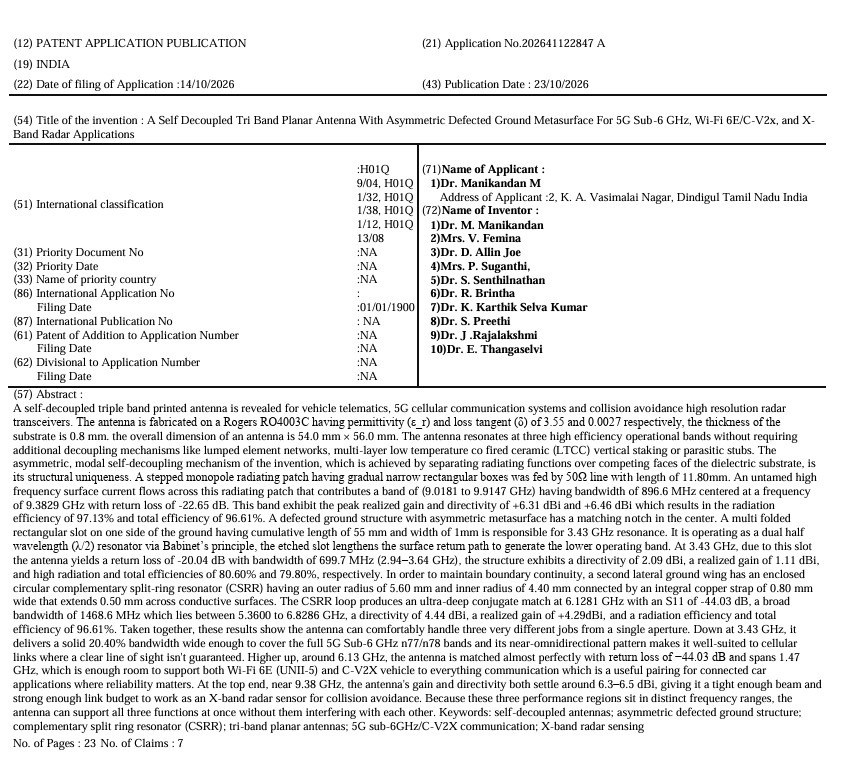 (12) PATENT APPLICATION PUBLICATION
(21) Application No.202641122847 A
(19) INDIA
(22) Date of filing of Application :14/10/2026
(43) Publication Date : 23/10/2026
(54) Title of the invention : A Self Decoupled Tri Band Planar Antenna With Asymmetric Defected Ground Metasurface For 5G Sub-6 GHz, Wi-Fi 6E/C-V2x, and X-
Band Radar Applications
(51) International classification
:H01Q
9/04, H01Q
1/32, H01Q
1/38, H01Q
1/12, H01Q
13/08
(31) Priority Document No :NA
(32) Priority Date :NA
(33) Name of priority country :NA
(86) International Application No :
Filing Date :01/01/1900
(87) International Publication No : NA
(61) Patent of Addition to Application Number :NA
Filing Date :NA
(62) Divisional to Application Number :NA
Filing Date :NA
(71)Name of Applicant :
1)Dr. Manikandan M
Address of Applicant :2, K. A. Vasimalai Nagar, Dindigul Tamil Nadu India
(72)Name of Inventor :
1)Dr. M. Manikandan
2)Mrs. V. Femina
3)Dr. D. Allin Joe
4)Mrs. P. Suganthi,
5)Dr. S. Senthilnathan
6)Dr. R. Brintha
7)Dr. K. Karthik Selva Kumar
8)Dr. S. Preethi
9)Dr. J .Rajalakshmi
10)Dr. E. Thangaselvi
(57) Abstract :
A self-decoupled triple band printed antenna is revealed for vehicle telematics, 5G cellular communication systems and collision avoidance high resolution radar
transceivers. The antenna is fabricated on a Rogers RO4003C having permittivity (ε_r) and loss tangent (δ) of 3.55 and 0.0027 respectively, the thickness of the
substrate is 0.8 mm. the overall dimension of an antenna is 54.0 mm × 56.0 mm. The antenna resonates at three high efficiency operational bands without requiring
additional decoupling mechanisms like lumped element networks, multi-layer low temperature co fired ceramic (LTCC) vertical staking or parasitic stubs. The
asymmetric, modal self-decoupling mechanism of the invention, which is achieved by separating radiating functions over competing faces of the dielectric substrate, is
its structural uniqueness. A stepped monopole radiating patch having gradual narrow rectangular boxes was fed by 50Ω line with length of 11.80mm. An untamed high
frequency surface current flows across this radiating patch that contributes a band of (9.0181 to 9.9147 GHz) having bandwidth of 896.6 MHz centered at a frequency
of 9.3829 GHz with return loss of -22.65 dB. This band exhibit the peak realized gain and directivity of +6.31 dBi and +6.46 dBi which results in the radiation
efficiency of 97.13% and total efficiency of 96.61%. A defected ground structure with asymmetric metasurface has a matching notch in the center. A multi folded
rectangular slot on one side of the ground having cumulative length of 55 mm and width of 1mm is responsible for 3.43 GHz resonance. It is operating as a dual half
wavelength (λ/2) resonator via Babinet's principle, the etched slot lengthens the surface return path to generate the lower operating band. At 3.43 GHz, due to this slot
the antenna yields a return loss of -20.04 dB with bandwidth of 699.7 MHz (2.94–3.64 GHz), the structure exhibits a directivity of 2.09 dBi, a realized gain of 1.11 dBi,
and high radiation and total efficiencies of 80.60% and 79.80%, respectively. In order to maintain boundary continuity, a second lateral ground wing has an enclosed
circular complementary split-ring resonator (CSRR) having an outer radius of 5.60 mm and inner radius of 4.40 mm connected by an integral copper strap of 0.80 mm
wide that extends 0.50 mm across conductive surfaces. The CSRR loop produces an ultra-deep conjugate match at 6.1281 GHz with an S11 of -44.03 dB, a broad
bandwidth of 1468.6 MHz which lies between 5.3600 to 6.8286 GHz, a directivity of 4.44 dBi, a realized gain of +4.29dBi, and a radiation efficiency and total
efficiency of 96.61%. Taken together, these results show the antenna can comfortably handle three very different jobs from a single aperture. Down at 3.43 GHz, it
delivers a solid 20.40% bandwidth wide enough to cover the full 5G Sub-6 GHz n77/n78 bands and its near-omnidirectional pattern makes it well-suited to cellular
links where a clear line of sight isn't guaranteed. Higher up, around 6.13 GHz, the antenna is matched almost perfectly with return loss of −44.03 dB and spans 1.47
GHz, which is enough room to support both Wi-Fi 6E (UNII-5) and C-V2X vehicle to everything communication which is a useful pairing for connected car
applications where reliability matters. At the top end, near 9.38 GHz, the antenna's gain and directivity both settle around 6.3–6.5 dBi, giving it a tight enough beam and
strong enough link budget to work as an X-band radar sensor for collision avoidance. Because these three performance regions sit in distinct frequency ranges, the
antenna can support all three functions at once without them interfering with each other. Keywords: self-decoupled antennas; asymmetric defected ground structure;
complementary split ring resonator (CSRR); tri-band planar antennas; 5G sub-6GHz/C-V2X communication; X-band radar sensing
No. of Pages : 23 No. of Claims : 7